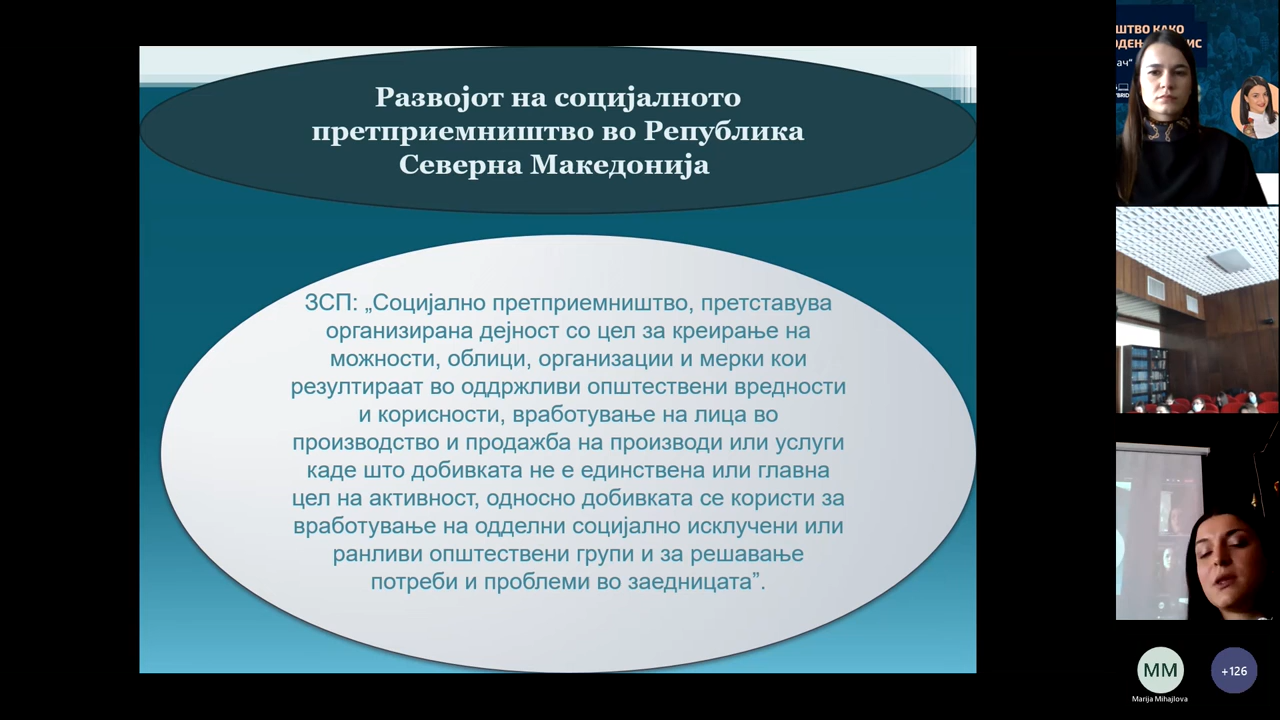 Развојот на социјалното
претприемништво во Република
Северна Македонија
ЗСП: „Социјално претприемништво, претставува
организирана дејност со цел за креирање на
можности, облици, организации и мерки кои
резултираат во оддржливи општествени вредности
и корисности, вработување на лица во
производство и продажба на производи или услуги
каде што добивката не е единствена или главна
цел на активност, односно добивката се користи за
вработување на одделни социјално исклучени или
ранливи општествени групи и за решавање
потреби и проблеми во заедницата”.
КАКО
MM
+126
Marija Mihajlova